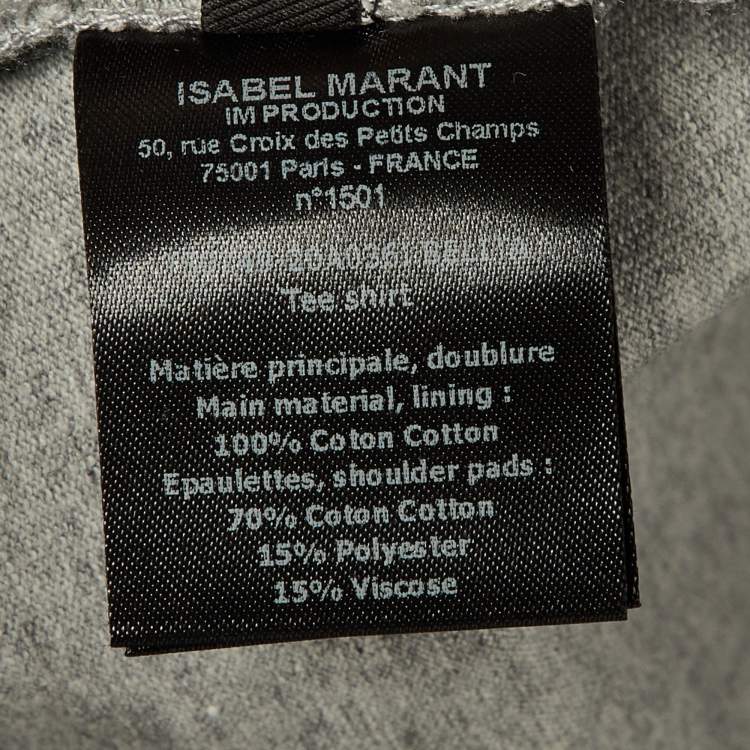 ISABEL MARANT
IM PRODUCTION
50, rue Croix des Petits Champs
75001 Paris - FRANCE
n°1501
Tee shirt
Matière principale, doublure
Main material, lining :
100% Coton Cotton
Epaulettes, shoulder pads :
70% Coton Cotton
15% Polyester
15% Viscose